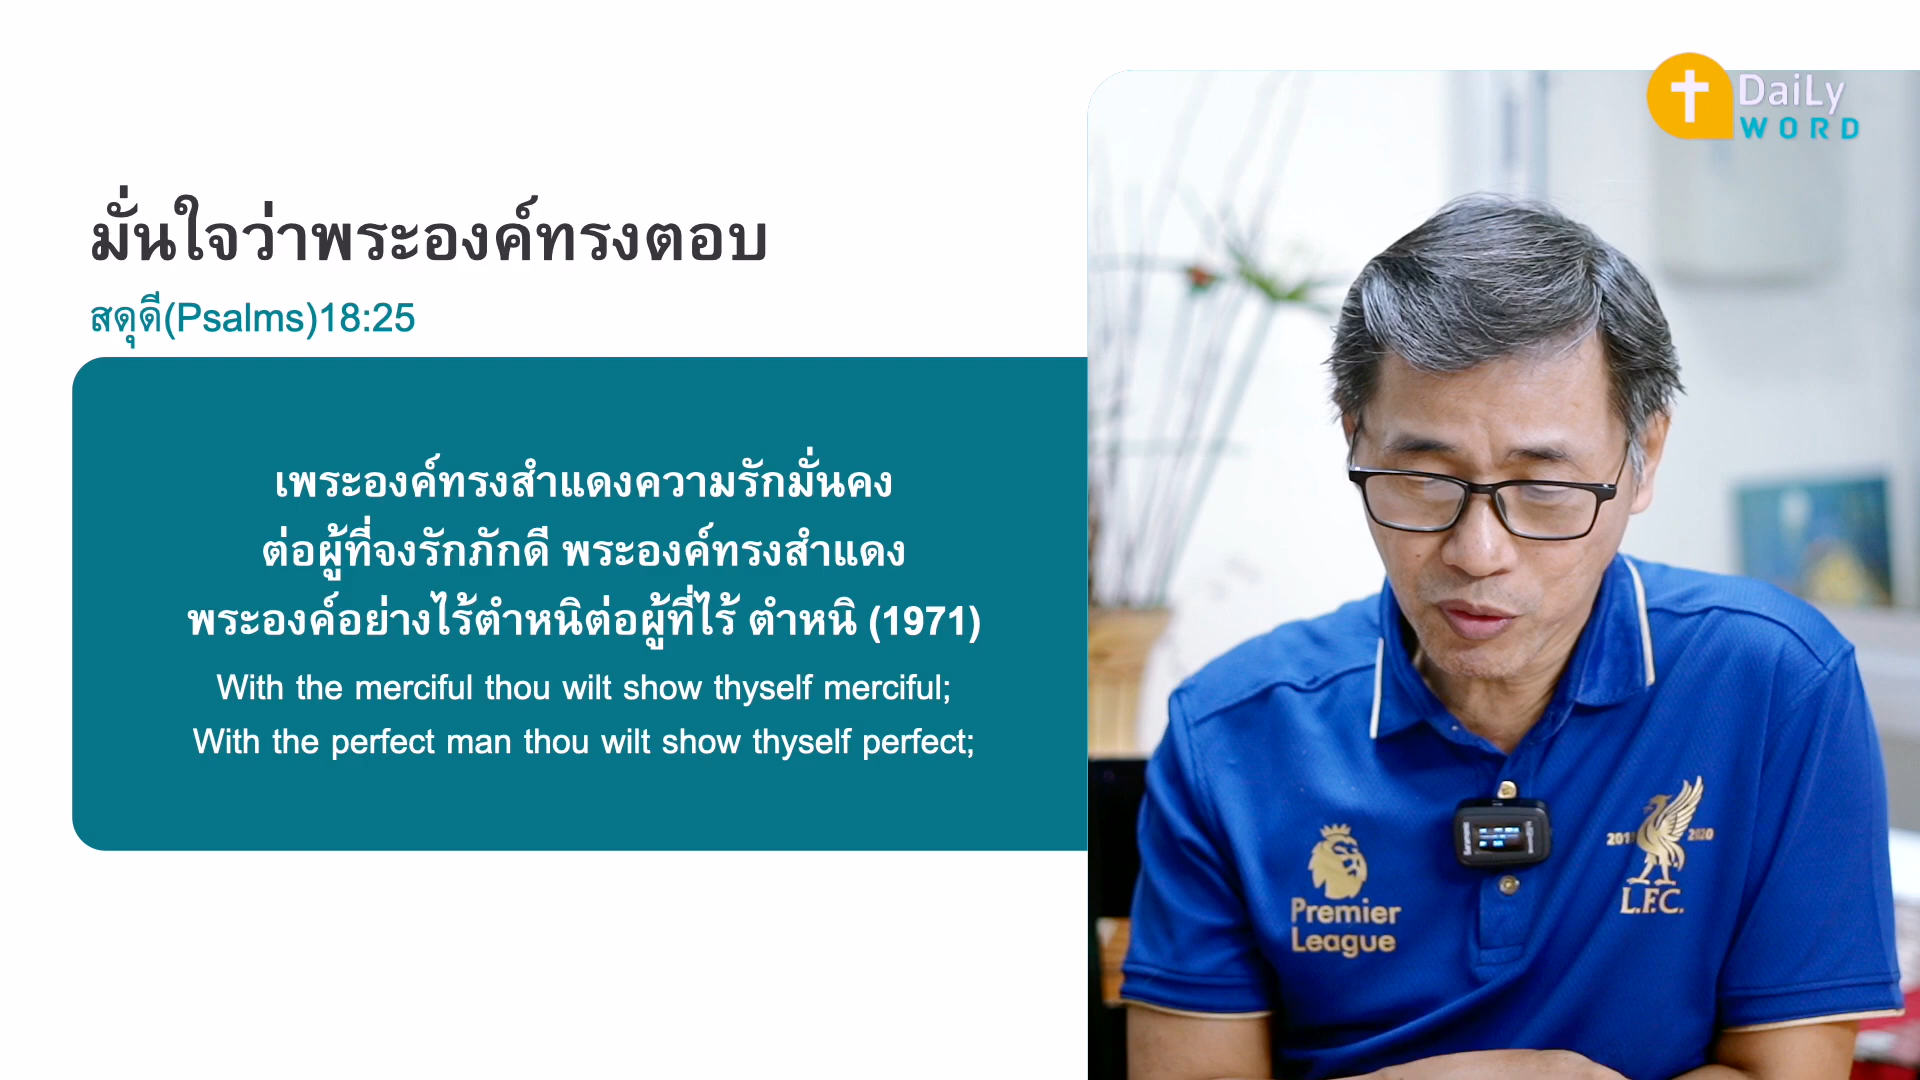 DaiLy
WORD
มั่นใจว่าพระองค์ทรงตอบ
สดุดี(Psalms)18:25
เพระองค์ทรงสำแดงความรักมั่นคง
ต่อผู้ที่จงรักภักดี พระองค์ทรงสำแดง
พระองค์อย่างไร้ตำหนิต่อผู้ที่ไร้ ตำหนิ (1971)
With the merciful thou wilt show thyself merciful;
With the perfect man thou wilt show thyself perfect;
Premier
League
2020
L.F.C.